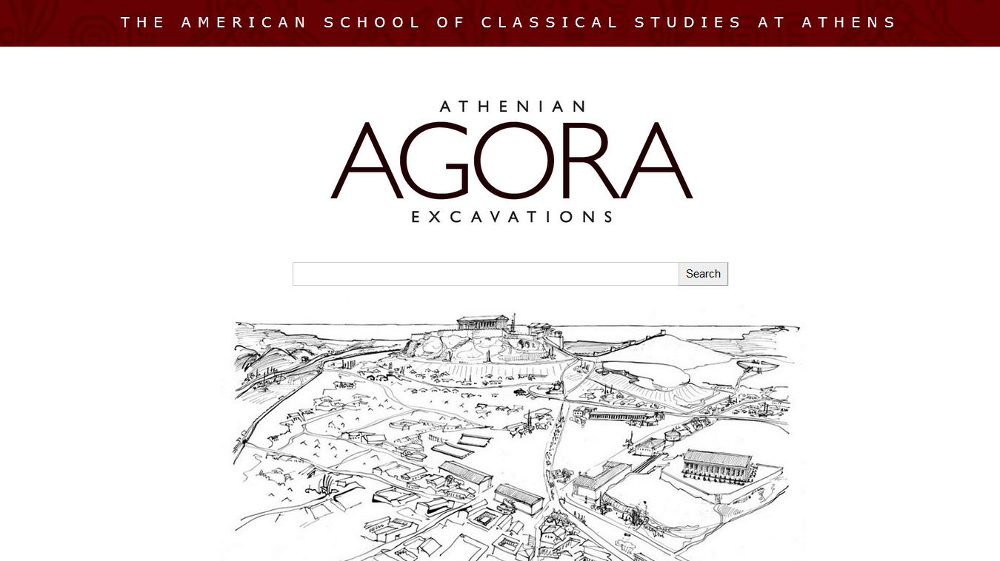 THE AMERICAN SCHOOL OF CLASSICAL STUDIES AT ATHENS
ATHENIAN
AGORA
EXCAVATIONS
Search